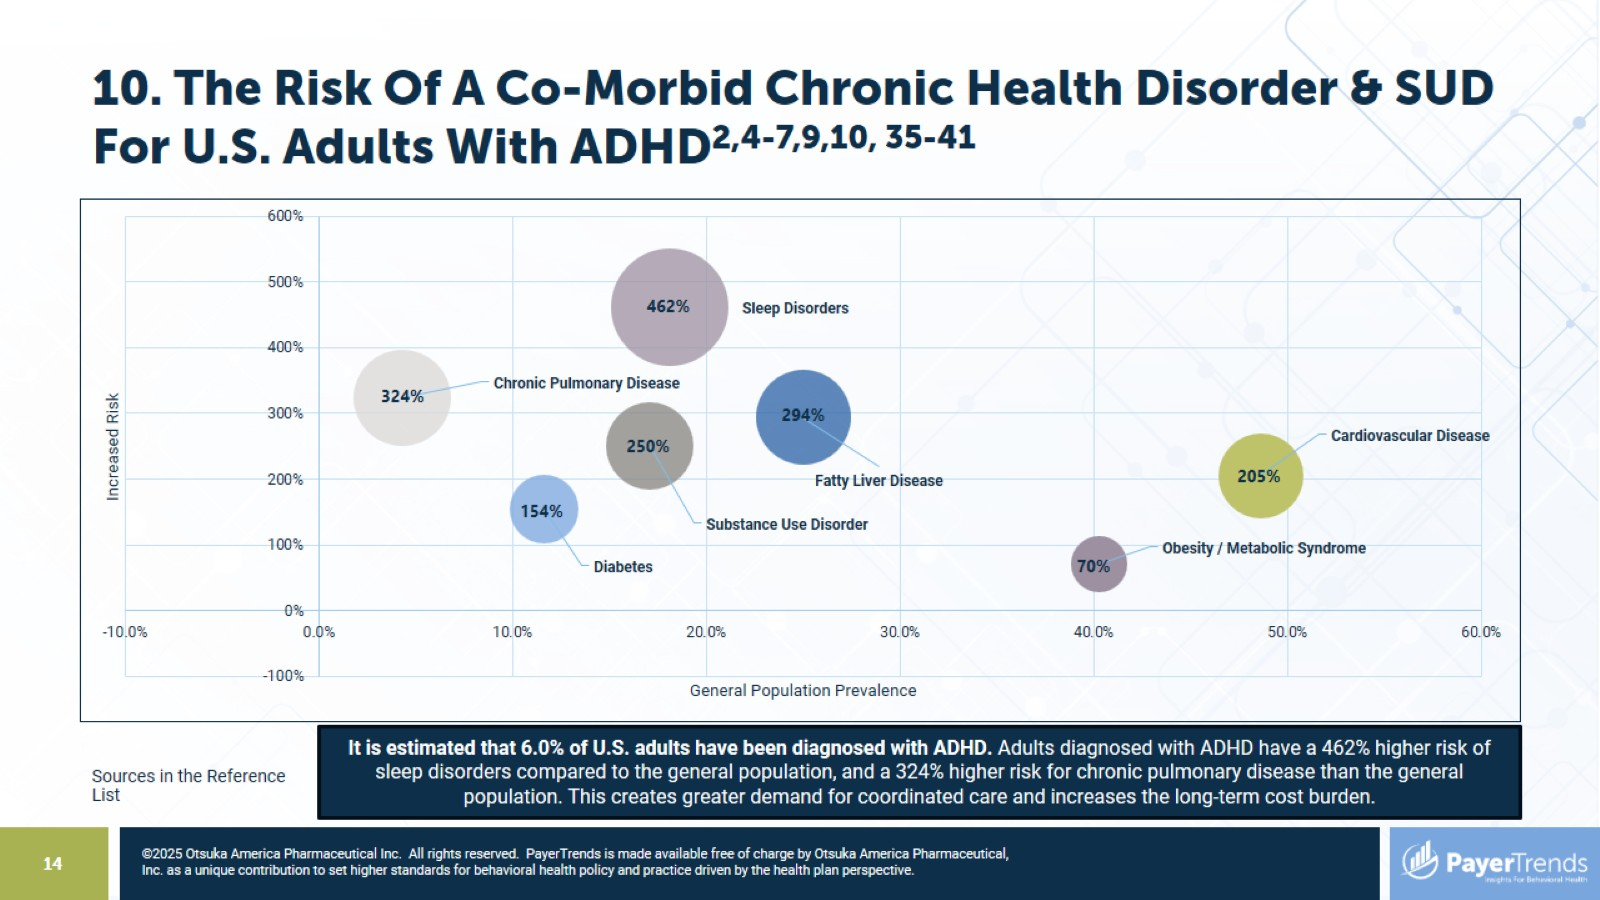 10. The Risk Of A Co-Morbid Chronic Health Disorder & SUD
For U.S. Adults With ADHD2,4-7,9,10, 35-41
600%
500%
400%
300%
200%
100%
0%
-100%
Increased Risk
462%
Sleep Disorders
324%
Chronic Pulmonary Disease
294%
Fatty Liver Disease
250%
Substance Use Disorder
154%
Diabetes
205%
Cardiovascular Disease
70%
Obesity / Metabolic Syndrome
-10.0%
0.0%
10.0%
20.0%
30.0%
40.0%
50.0%
60.0%
General Population Prevalence
Sources in the Reference
List
It is estimated that 6.0% of U.S. adults have been diagnosed with ADHD. Adults diagnosed with ADHD have a 462% higher risk of
sleep disorders compared to the general population, and a 324% higher risk for chronic pulmonary disease than the general
population. This creates greater demand for coordinated care and increases the long-term cost burden.
14
©2025 Otsuka America Pharmaceutical Inc. All rights reserved. PayerTrends is made available free of charge by Otsuka America Pharmaceutical,
Inc. as a unique contribution to set higher standards for behavioral health policy and practice driven by the health plan perspective.
PayerTrends
Insights For Behavioral Health